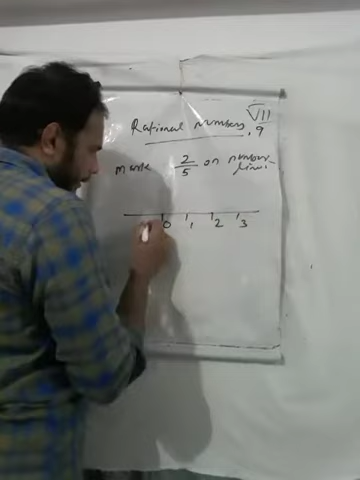 VII
Rational numbers, 9
mark 2/5 on number
line.
0 1 2 3